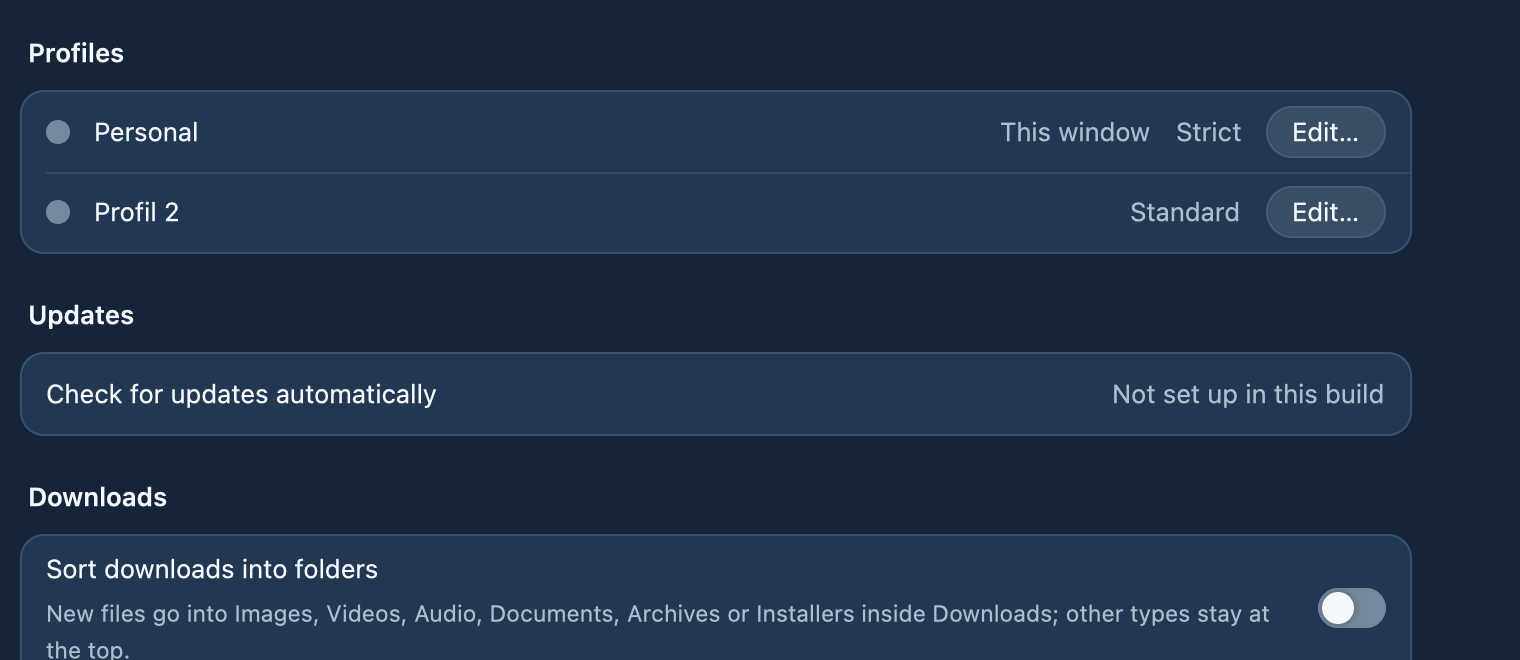 Profiles
Personal This window Strict Edit...
Profil 2 Standard Edit...
Updates
Check for updates automatically Not set up in this build
Downloads
Sort downloads into folders
New files go into Images, Videos, Audio, Documents, Archives or Installers inside Downloads; other types stay at
the top.